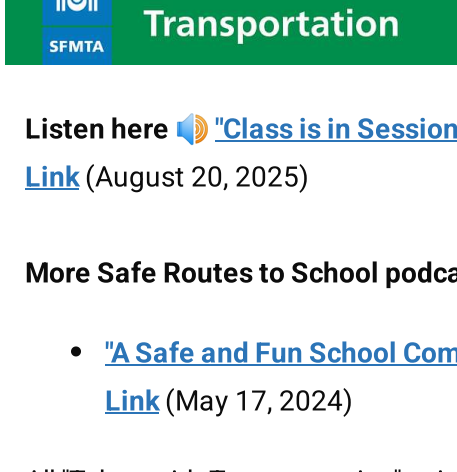 Transportation
SFMTA
Listen here 🔊 "Class is in Session
Link (August 20, 2025)
More Safe Routes to School podca
"A Safe and Fun School Com
Link (May 17, 2024)